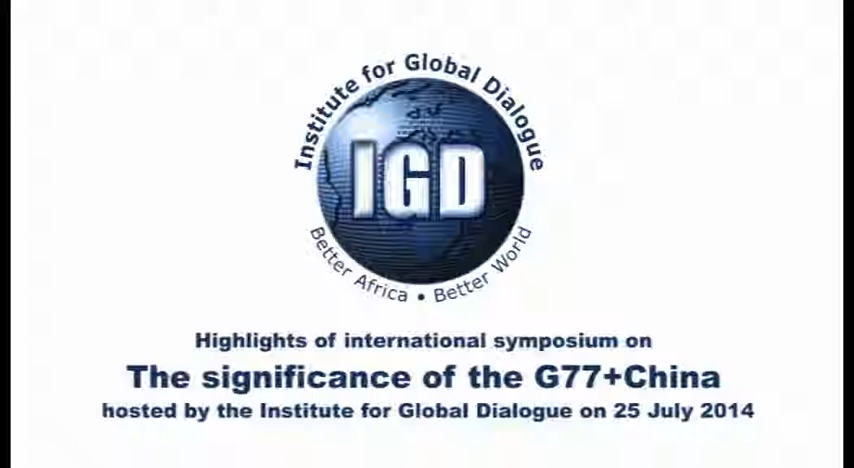 Institute for Global Dialogue
IGD
Better Africa • Better World
Highlights of international symposium on
The significance of the G77+China
hosted by the Institute for Global Dialogue on 25 July 2014